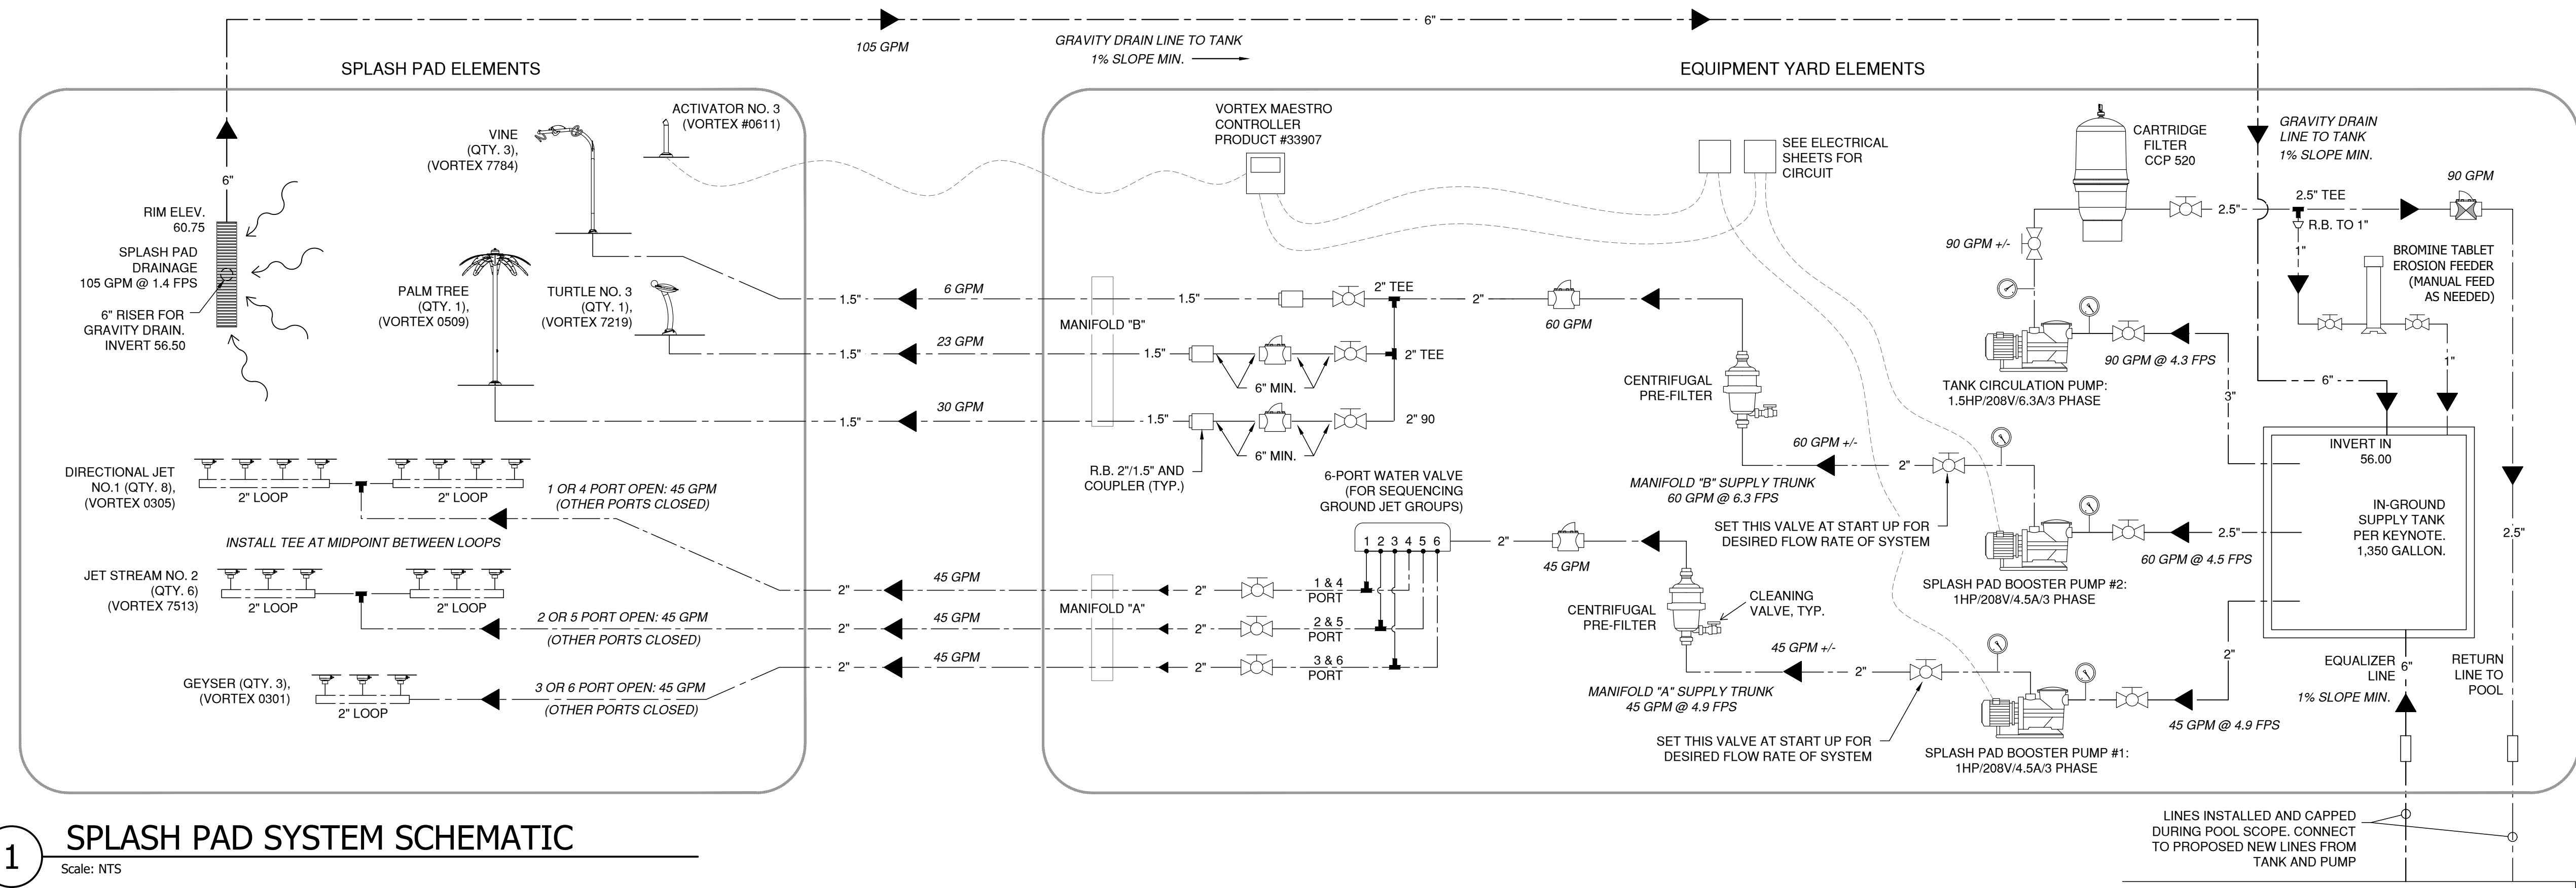 6"
105 GPM
GRAVITY DRAIN LINE TO TANK
1% SLOPE MIN.
SPLASH PAD ELEMENTS
EQUIPMENT YARD ELEMENTS
6"
RIM ELEV.
60.75
SPLASH PAD
DRAINAGE
105 GPM @ 1.4 FPS
6" RISER FOR
GRAVITY DRAIN.
INVERT 56.50
VINE
(QTY. 3),
(VORTEX 7784)
ACTIVATOR NO. 3
(VORTEX #0611)
PALM TREE
(QTY. 1),
(VORTEX 0509)
TURTLE NO. 3
(QTY. 1),
(VORTEX 7219)
DIRECTIONAL JET
NO.1 (QTY. 8),
(VORTEX 0305)
2" LOOP
2" LOOP
1 OR 4 PORT OPEN: 45 GPM
(OTHER PORTS CLOSED)
INSTALL TEE AT MIDPOINT BETWEEN LOOPS
JET STREAM NO. 2
(QTY. 6)
(VORTEX 7513)
2" LOOP
2" LOOP
2 OR 5 PORT OPEN: 45 GPM
(OTHER PORTS CLOSED)
GEYSER (QTY. 3),
(VORTEX 0301)
2" LOOP
3 OR 6 PORT OPEN: 45 GPM
(OTHER PORTS CLOSED)
1.5"
6 GPM
1.5"
23 GPM
1.5"
30 GPM
2"
45 GPM
2"
45 GPM
2"
45 GPM
VORTEX MAESTRO
CONTROLLER
PRODUCT #33907
SEE ELECTRICAL
SHEETS FOR
CIRCUIT
MANIFOLD "B"
1.5"
2" TEE
2"
60 GPM
1.5"
6" MIN.
2" TEE
1.5"
6" MIN.
2" 90
R.B. 2"/1.5" AND
COUPLER (TYP.)
6-PORT WATER VALVE
(FOR SEQUENCING
GROUND JET GROUPS)
1 2 3 4 5 6
2"
45 GPM
MANIFOLD "A"
2"
1 & 4
PORT
2"
2 & 5
PORT
2"
3 & 6
PORT
CENTRIFUGAL
PRE-FILTER
60 GPM +/-
2"
MANIFOLD "B" SUPPLY TRUNK
60 GPM @ 6.3 FPS
SET THIS VALVE AT START UP FOR
DESIRED FLOW RATE OF SYSTEM
CENTRIFUGAL
PRE-FILTER
CLEANING
VALVE, TYP.
45 GPM +/-
2"
MANIFOLD "A" SUPPLY TRUNK
45 GPM @ 4.9 FPS
SET THIS VALVE AT START UP FOR
DESIRED FLOW RATE OF SYSTEM
CARTRIDGE
FILTER
CCP 520
GRAVITY DRAIN
LINE TO TANK
1% SLOPE MIN.
90 GPM +/-
2.5"
2.5" TEE
90 GPM
R.B. TO 1"
1"
BROMINE TABLET
EROSION FEEDER
(MANUAL FEED
AS NEEDED)
90 GPM @ 4.3 FPS
TANK CIRCULATION PUMP:
1.5HP/208V/6.3A/3 PHASE
6"
1"
3"
INVERT IN
56.00
IN-GROUND
SUPPLY TANK
PER KEYNOTE.
1,350 GALLON.
2.5"
2.5"
60 GPM @ 4.5 FPS
SPLASH PAD BOOSTER PUMP #2:
1HP/208V/4.5A/3 PHASE
2"
45 GPM @ 4.9 FPS
SPLASH PAD BOOSTER PUMP #1:
1HP/208V/4.5A/3 PHASE
EQUALIZER
LINE
6"
1% SLOPE MIN.
RETURN
LINE TO
POOL
LINES INSTALLED AND CAPPED
DURING POOL SCOPE. CONNECT
TO PROPOSED NEW LINES FROM
TANK AND PUMP
1
SPLASH PAD SYSTEM SCHEMATIC
Scale: NTS